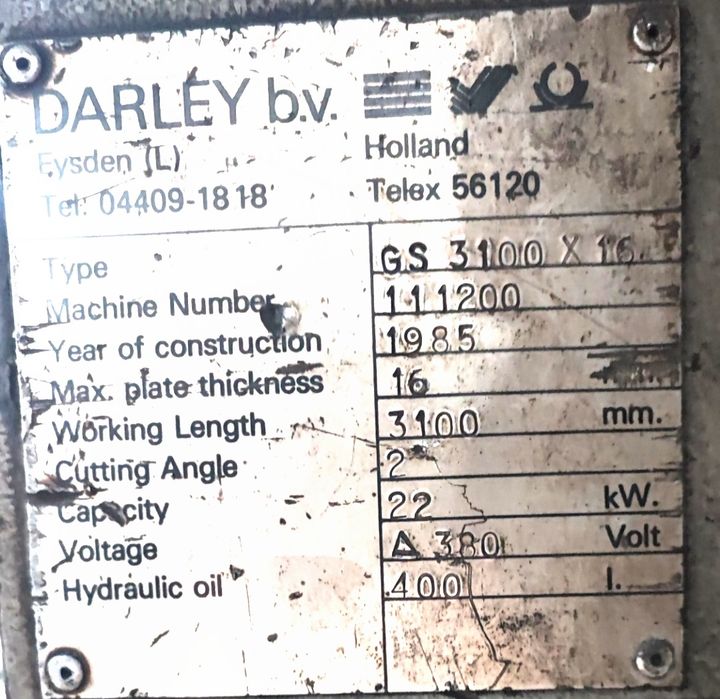 DARLEY b.v.
Eysden (L) Holland
Tel: 04409-1818 Telex 56120
Type GS 3100 X 16
Machine Number 111200
Year of construction 1985
Max. plate thickness 16
Working Length 3100 mm.
Cutting Angle 2
Capacity 22 kW.
Voltage Δ 380 Volt
Hydraulic oil 400 l.